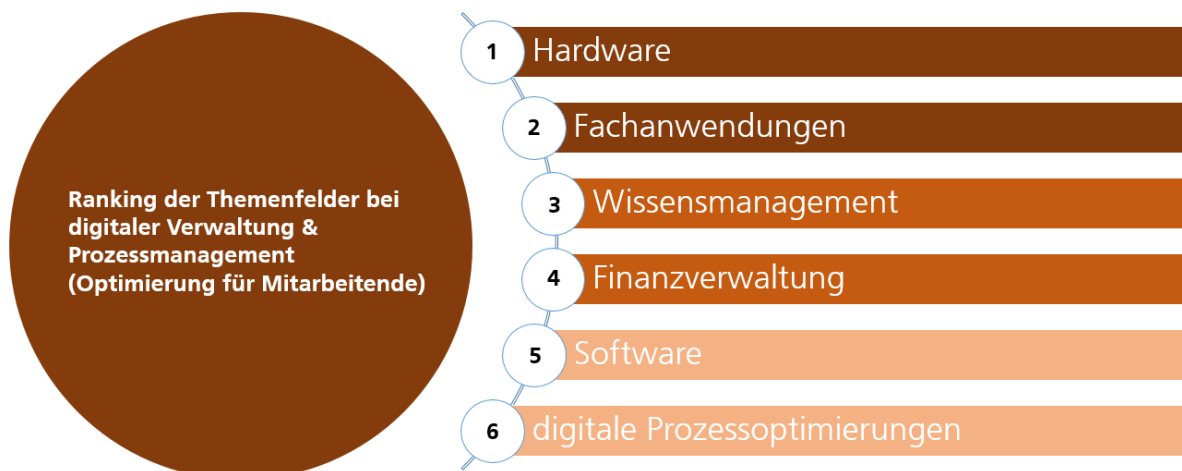 Ranking der Themenfelder bei
digitaler Verwaltung &
Prozessmanagement
(Optimierung für Mitarbeitende)
1 Hardware
2 Fachanwendungen
3 Wissensmanagement
4 Finanzverwaltung
5 Software
6 digitale Prozessoptimierungen